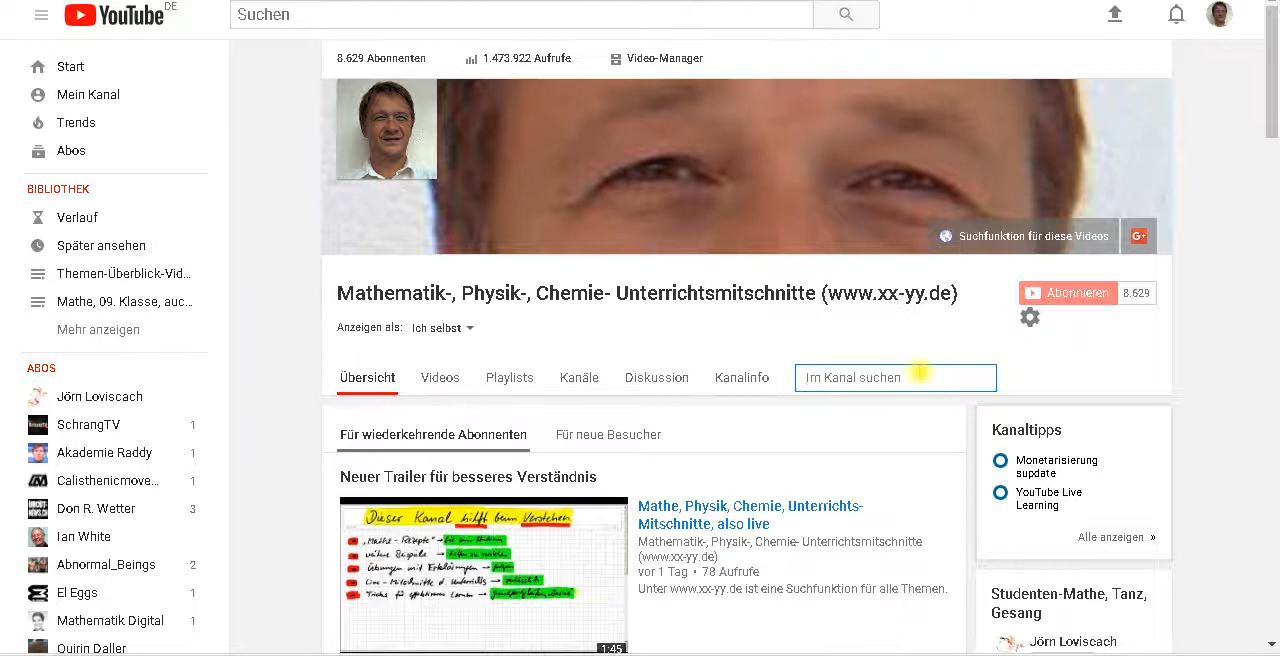 YouTube DE
Suchen
Start
Mein Kanal
Trends
Abos
BIBLIOTHEK
Verlauf
Später ansehen
Themen-Überblick-Vid...
Mathe, 09. Klasse, auc...
Mehr anzeigen
ABOS
Jörn Loviscach
SchrangTV 1
Akademie Raddy 1
Calisthenicmove... 1
Don R. Wetter 3
Ian White
Abnormal_Beings 2
El Eggs 1
Mathematik Digital 1
Quirin Daller
8.629 Abonnenten 1.473.922 Aufrufe Video-Manager
Suchfunktion für diese Videos G+
Mathematik-, Physik-, Chemie- Unterrichtsmitschnitte (www.xx-yy.de)
Abonnieren 8.629
Anzeigen als: Ich selbst
Übersicht Videos Playlists Kanäle Diskussion Kanalinfo Im Kanal suchen
Für wiederkehrende Abonnenten Für neue Besucher
Neuer Trailer für besseres Verständnis
Dieser Kanal hilft beim Verstehen
"Mathe-Rezepte"
weitere Beispiele
Übungen mit Erklärungen
1:45
Mathe, Physik, Chemie, Unterrichts-
Mitschnitte, also live
Mathematik-, Physik-, Chemie- Unterrichtsmitschnitte
(www.xx-yy.de)
vor 1 Tag • 78 Aufrufe
Unter www.xx-yy.de ist eine Suchfunktion für alle Themen.
Kanaltipps
Monetarisierung
supdate
YouTube Live
Learning
Alle anzeigen »
Studenten-Mathe, Tanz,
Gesang
Jörn Loviscach